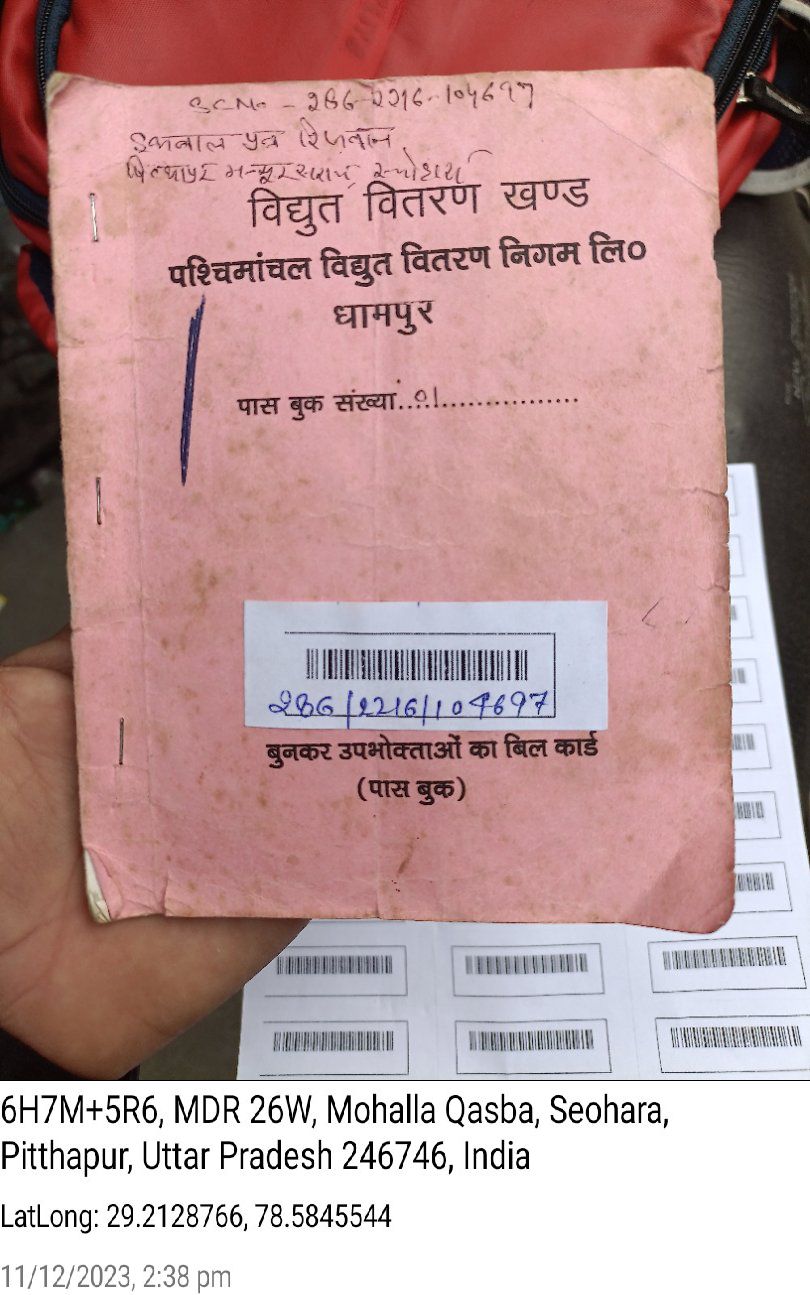 SC No - 286-2216-104697
इकबाल पुत्र रिजवान
मन्सूरसराय, स्योहारा
विद्युत वितरण खण्ड
पश्चिमांचल विद्युत वितरण निगम लि०
धामपुर
पास बुक संख्या..01................
286/2216/104697
बुनकर उपभोक्ताओं का बिल कार्ड
(पास बुक)
6H7M+5R6, MDR 26W, Mohalla Qasba, Seohara,
Pitthapur, Uttar Pradesh 246746, India
LatLong: 29.2128766, 78.5845544
11/12/2023, 2:38 pm